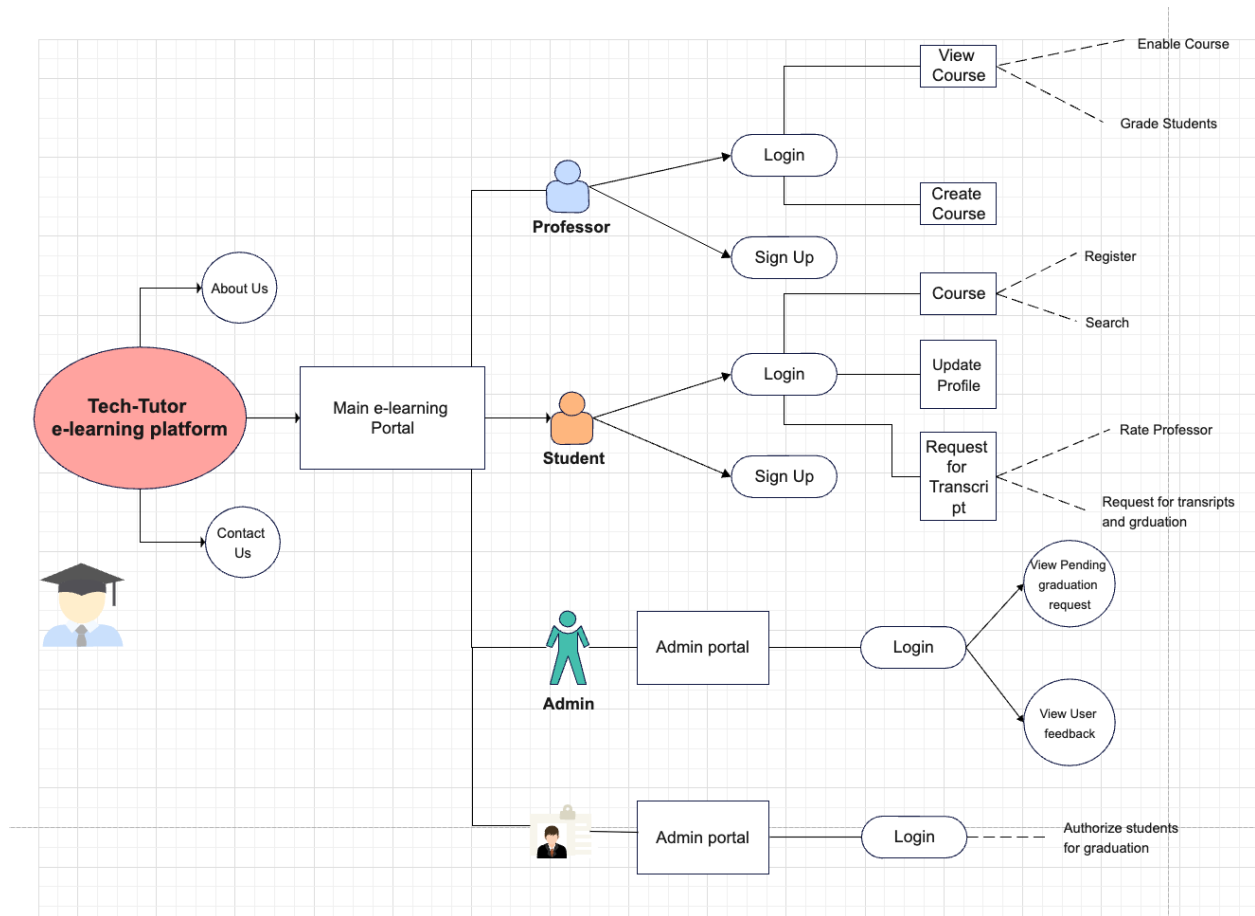 Enable Course
View
Course
Grade Students
Login
Create
Course
Professor
Sign Up
Register
About Us
Course
Search
Update
Profile
Login
Tech-Tutor
e-learning platform
Main e-learning
Portal
Student
Rate Professor
Request
for
Transcri
pt
Sign Up
Request for transripts
and grduation
Contact
Us
View Pending
graduation
request
Admin portal
Login
Admin
View User
feedback
Admin portal
Login
Authorize students
for graduation